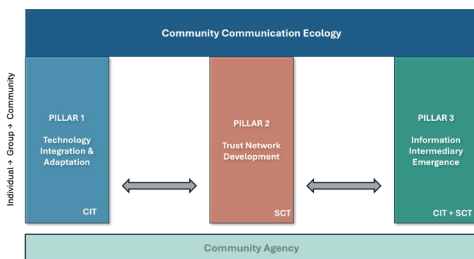 Community Communication Ecology
Individual → Group → Community
PILLAR 1
Technology
Integration &
Adaptation
CIT
PILLAR 2
Trust Network
Development
SCT
PILLAR 3
Information
Intermediary
Emergence
CIT + SCT
Community Agency